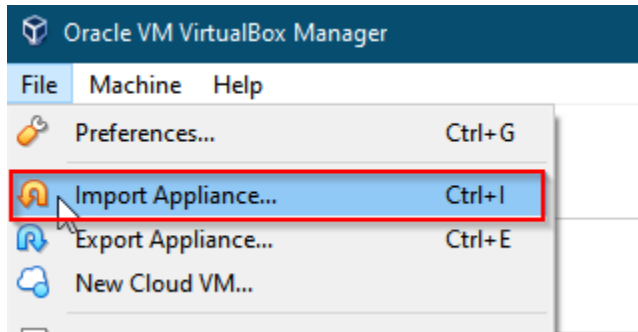 Oracle VM VirtualBox Manager
File Machine Help
Preferences... Ctrl+G
Import Appliance... Ctrl+I
Export Appliance... Ctrl+E
New Cloud VM...